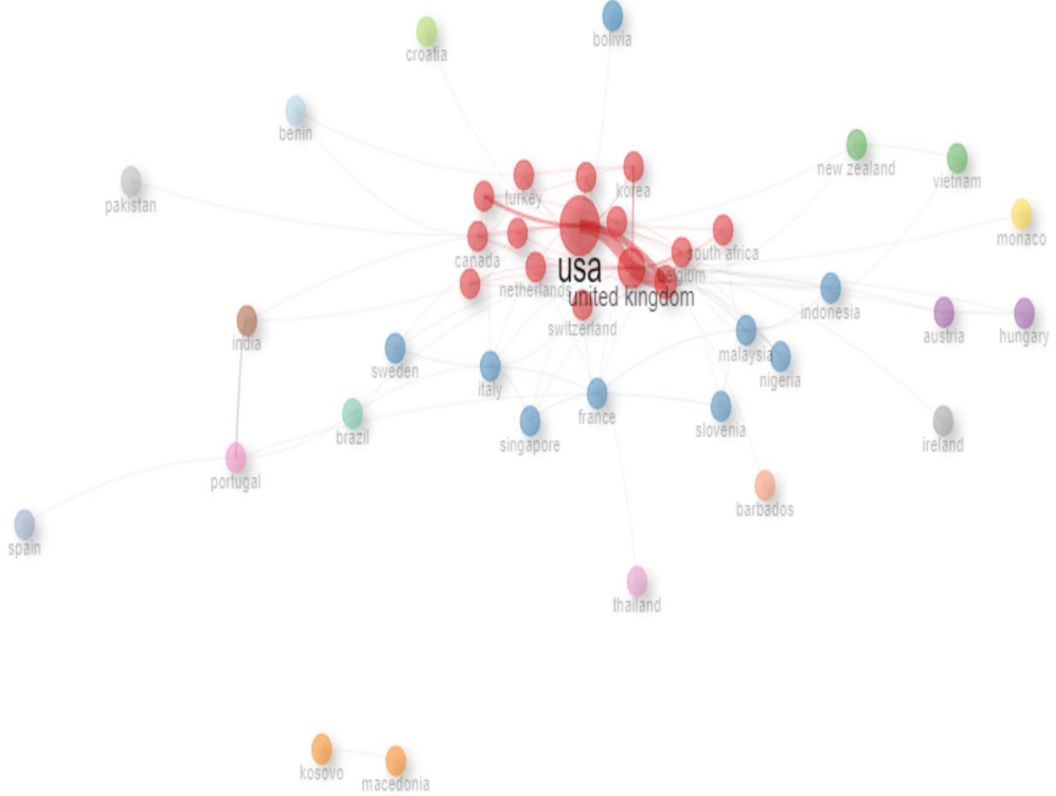 bolivia
croatia
benin
new zealand
vietnam
pakistan
korea
turkey
monaco
south africa
canada
usa
belgium
netherlands
united kingdom
indonesia
switzerland
austria
hungary
india
malaysia
sweden
nigeria
italy
france
slovenia
brazil
singapore
ireland
portugal
barbados
spain
thailand
kosovo
macedonia